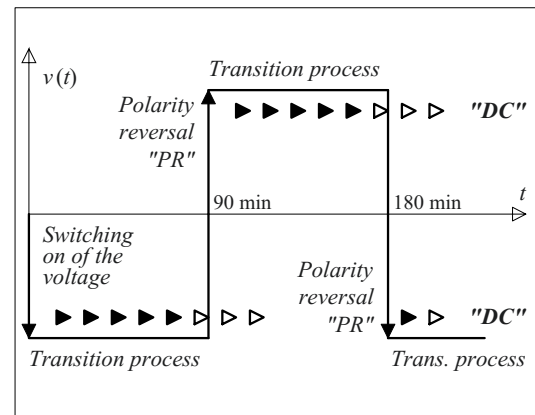 Transition process
v(t)
Polarity
reversal
"PR"
"DC"
t
90 min
180 min
Switching
on of the
voltage
Polarity
reversal
"PR"
"DC"
Transition process
Trans. process